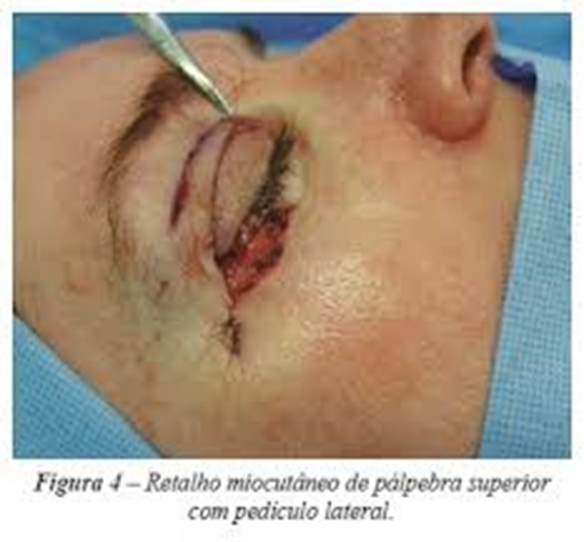 Figura 4 – Retalho miocutâneo de pálpebra superior
com pedículo lateral.